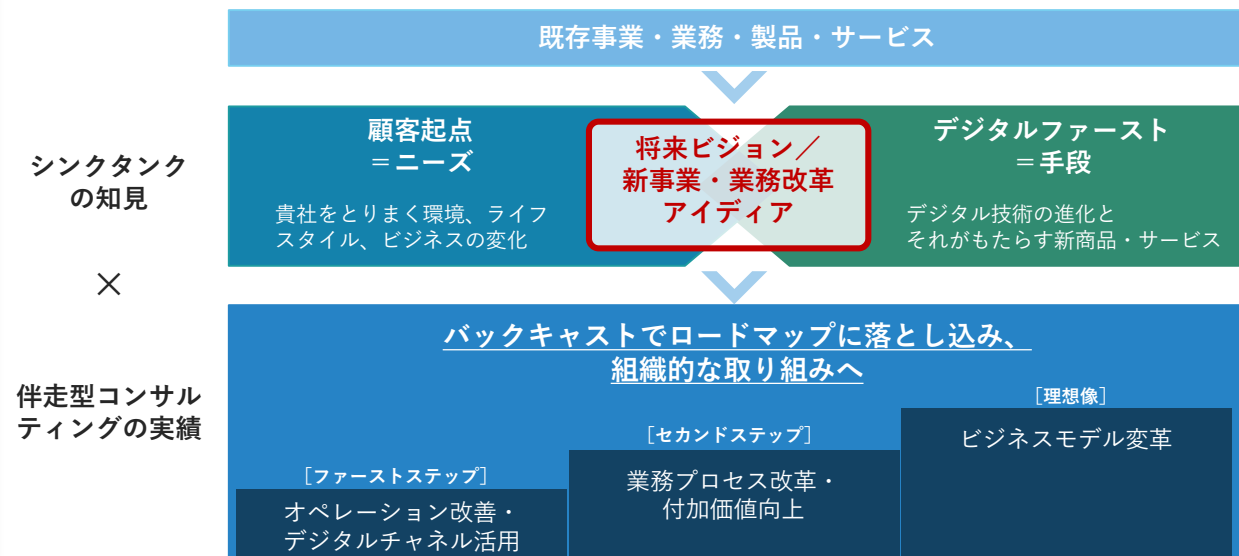 既存事業・業務・製品・サービス
シンクタンク
の知見
×
伴走型コンサル
ティングの実績
顧客起点
＝ニーズ
貴社をとりまく環境、ライフ
スタイル、ビジネスの変化
将来ビジョン／
新事業・業務改革
アイディア
デジタルファースト
＝手段
デジタル技術の進化と
それがもたらす新商品・サービス
バックキャストでロードマップに落とし込み、
組織的な取り組みへ
［ファーストステップ］
オペレーション改善・
デジタルチャネル活用
［セカンドステップ］
業務プロセス改革・
付加価値向上
［理想像］
ビジネスモデル変革